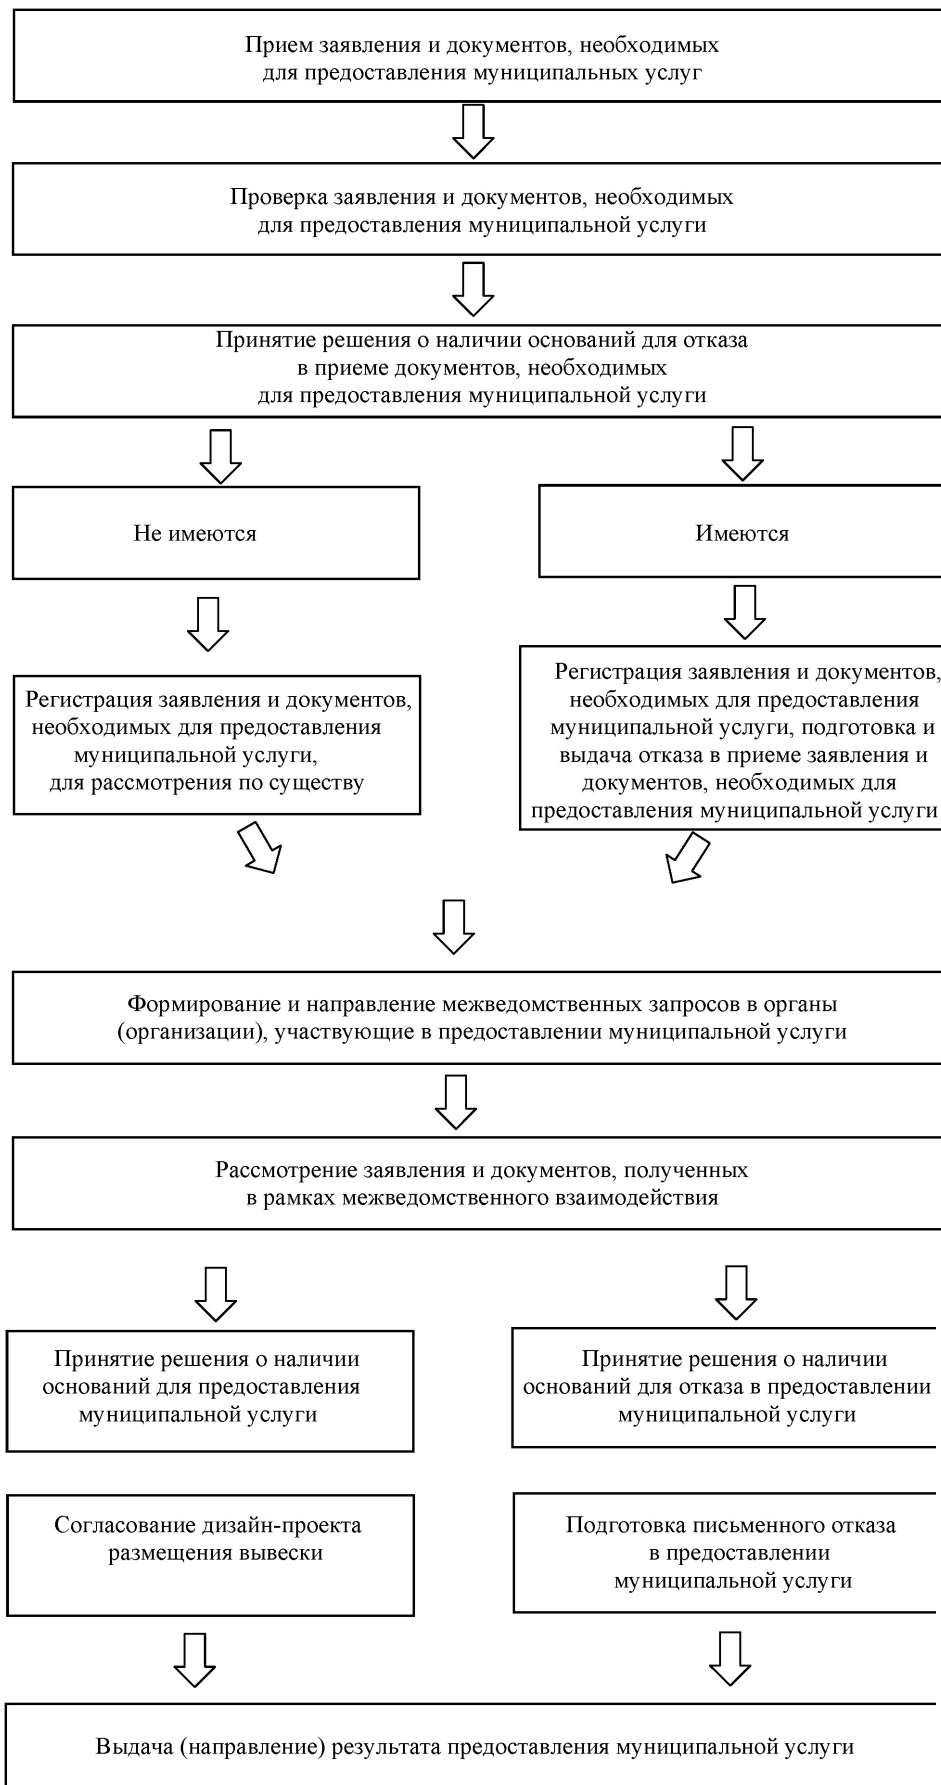 Прием заявления и документов, необходимых
для предоставления муниципальных услуг
Проверка заявления и документов, необходимых
для предоставления муниципальной услуги
Принятие решения о наличии оснований для отказа
в приеме документов, необходимых
для предоставления муниципальной услуги
Не имеются
Имеются
Регистрация заявления и документов,
необходимых для предоставления
муниципальной услуги,
для рассмотрения по существу
Регистрация заявления и документов,
необходимых для предоставления
муниципальной услуги, подготовка и
выдача отказа в приеме заявления и
документов, необходимых для
предоставления муниципальной услуги
Формирование и направление межведомственных запросов в органы
(организации), участвующие в предоставлении муниципальной услуги
Рассмотрение заявления и документов, полученных
в рамках межведомственного взаимодействия
Принятие решения о наличии
оснований для предоставления
муниципальной услуги
Принятие решения о наличии
оснований для отказа в предоставлении
муниципальной услуги
Согласование дизайн-проекта
размещения вывески
Подготовка письменного отказа
в предоставлении
муниципальной услуги
Выдача (направление) результата предоставления муниципальной услуги